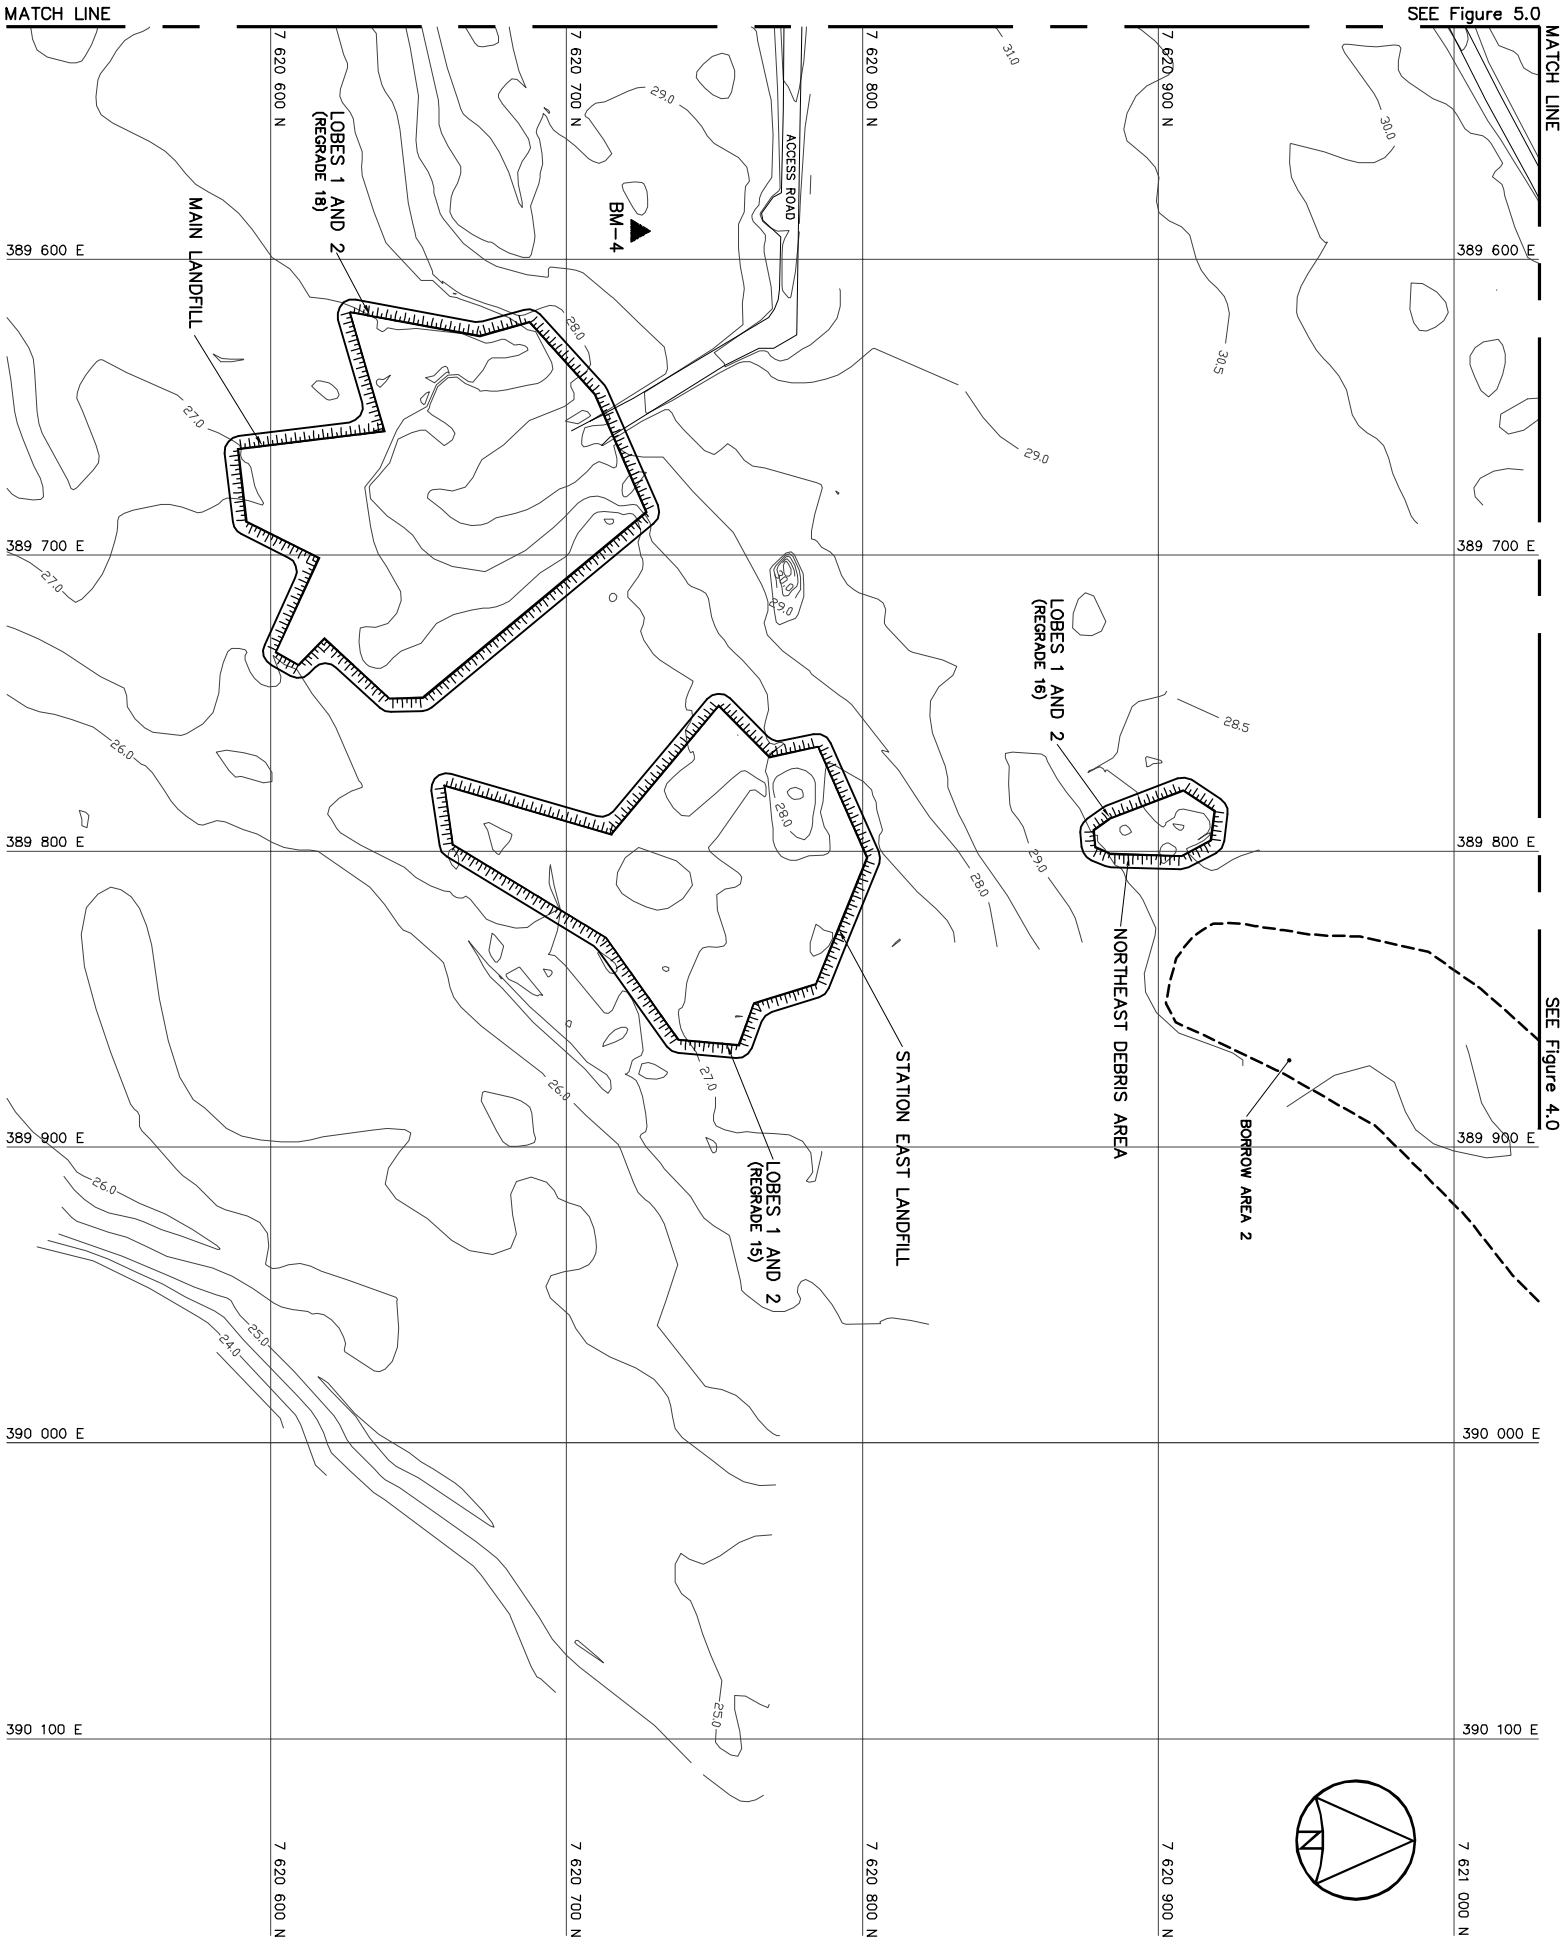 MATCH LINE
SEE Figure 5.0
MATCH LINE
SEE Figure 4.0
7 620 600 N
7 620 700 N
7 620 800 N
7 620 900 N
31.0
29.0
30.0
ACCESS ROAD
LOBES 1 AND 2
(REGRADE 18)
MAIN LANDFILL
BM-4
389 600 E
389 600 E
28.0
30.5
27.0
29.0
389 700 E
389 700 E
27.0
30.0
29.0
LOBES 1 AND 2
(REGRADE 16)
28.5
26.0
28.0
389 800 E
389 800 E
29.0
28.0
NORTHEAST DEBRIS AREA
STATION EAST LANDFILL
BORROW AREA 2
27.0
26.0
389 900 E
389 900 E
LOBES 1 AND 2
(REGRADE 15)
26.0
25.0
24.0
390 000 E
390 000 E
25.0
390 100 E
390 100 E
N
7 620 600 N
7 620 700 N
7 620 800 N
7 620 900 N
7 621 000 N